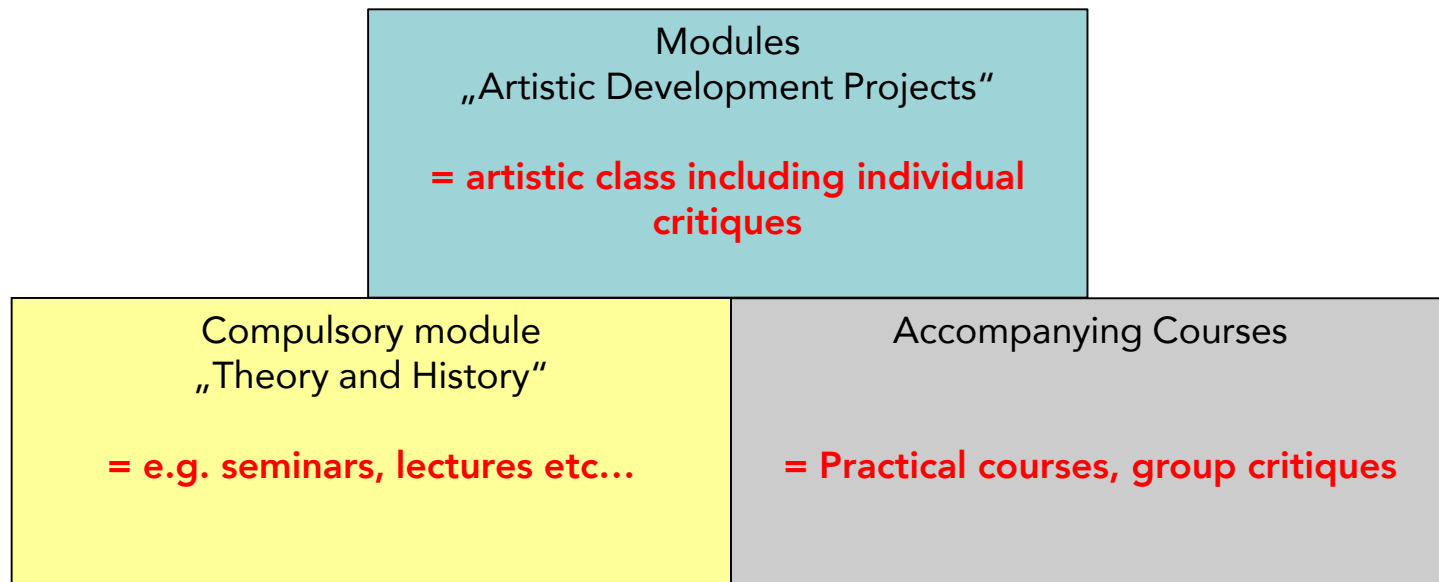 Modules
„Artistic Development Projects“
= artistic class including individual
critiques
Compulsory module
„Theory and History“
= e.g. seminars, lectures etc…
Accompanying Courses
= Practical courses, group critiques